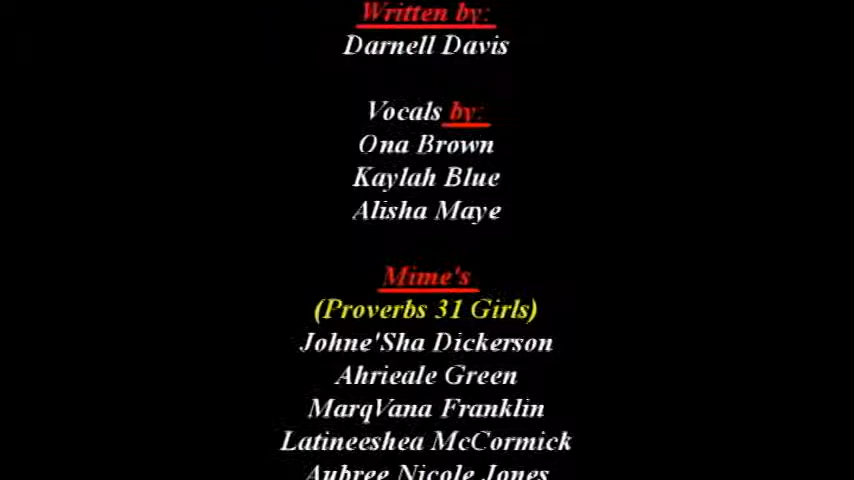 Written by:
Darnell Davis
Vocals by:
Ona Brown
Kaylah Blue
Alisha Maye
Mime's
(Proverbs 31 Girls)
Johne'Sha Dickerson
Ahrieale Green
MarqVana Franklin
Latineeshea McCormick
Aubree Nicole Jones